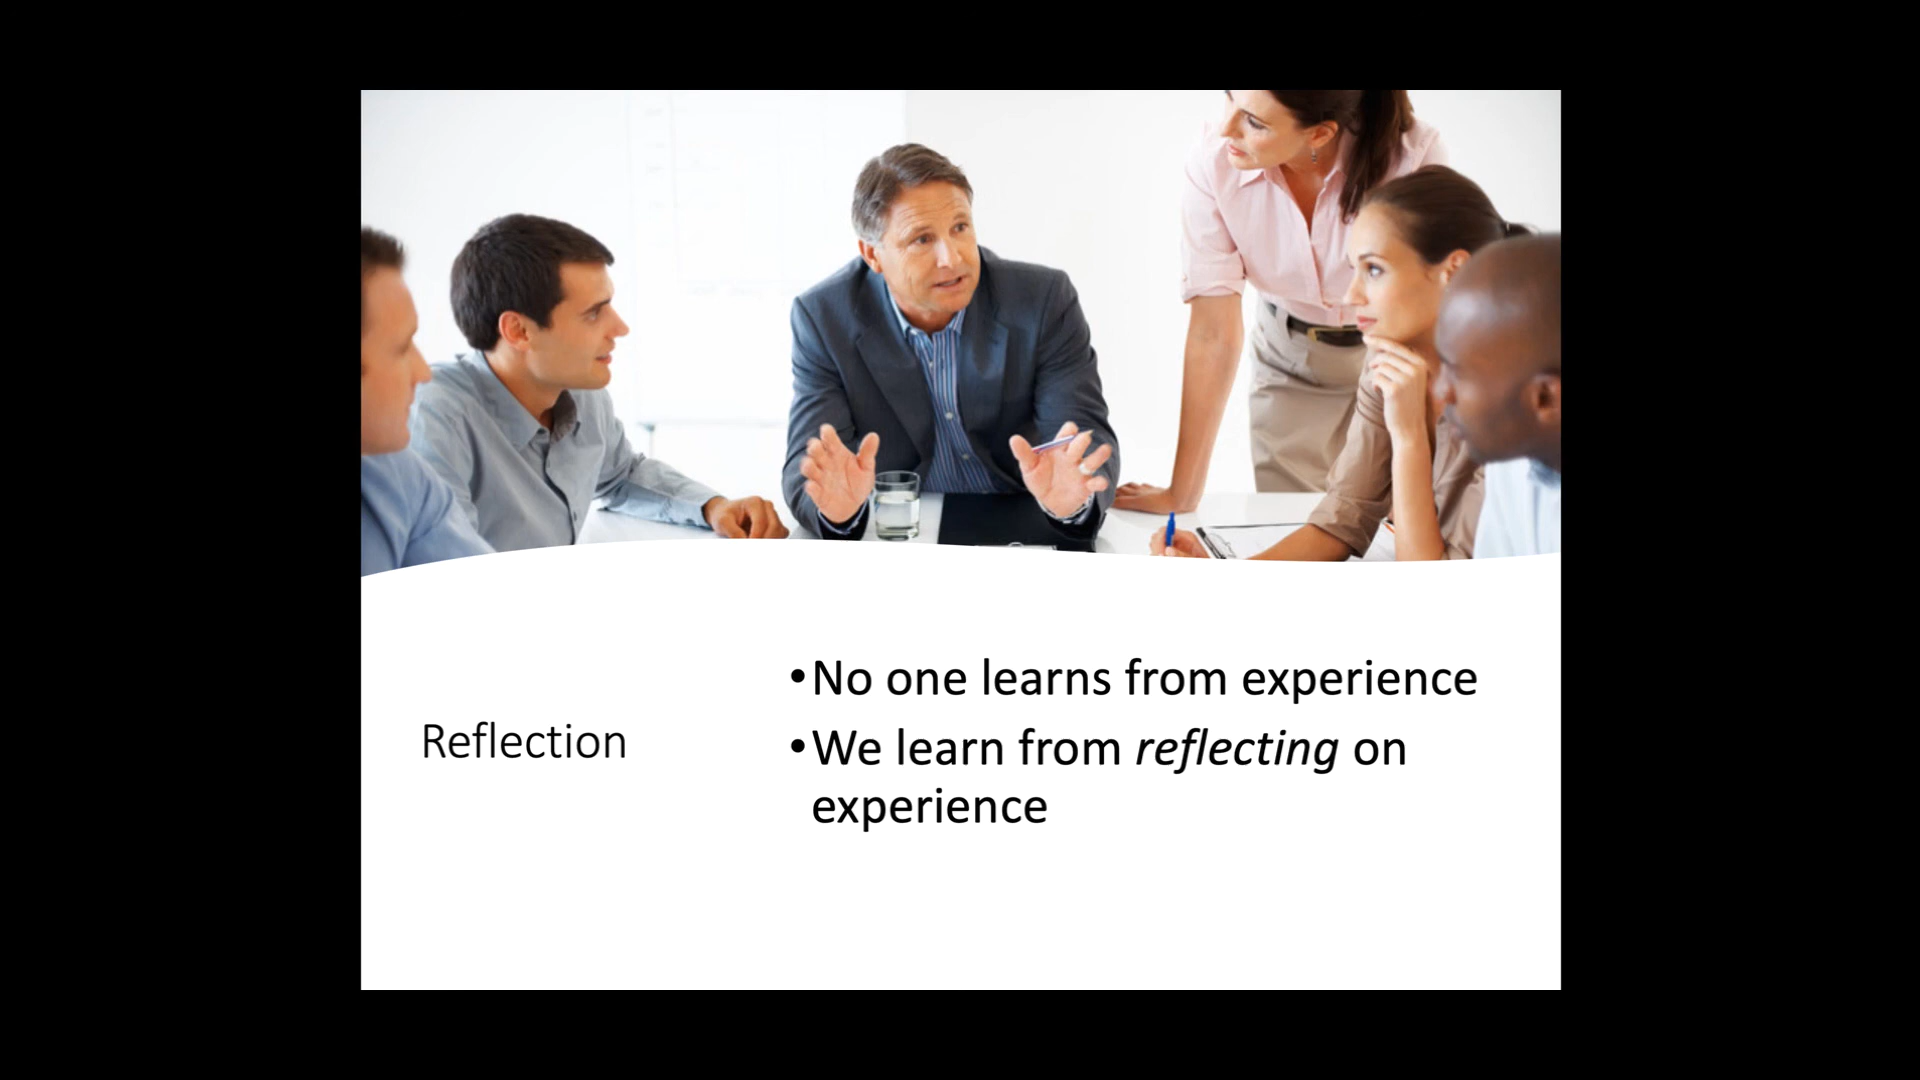 Reflection
•No one learns from experience
•We learn from reflecting on
experience